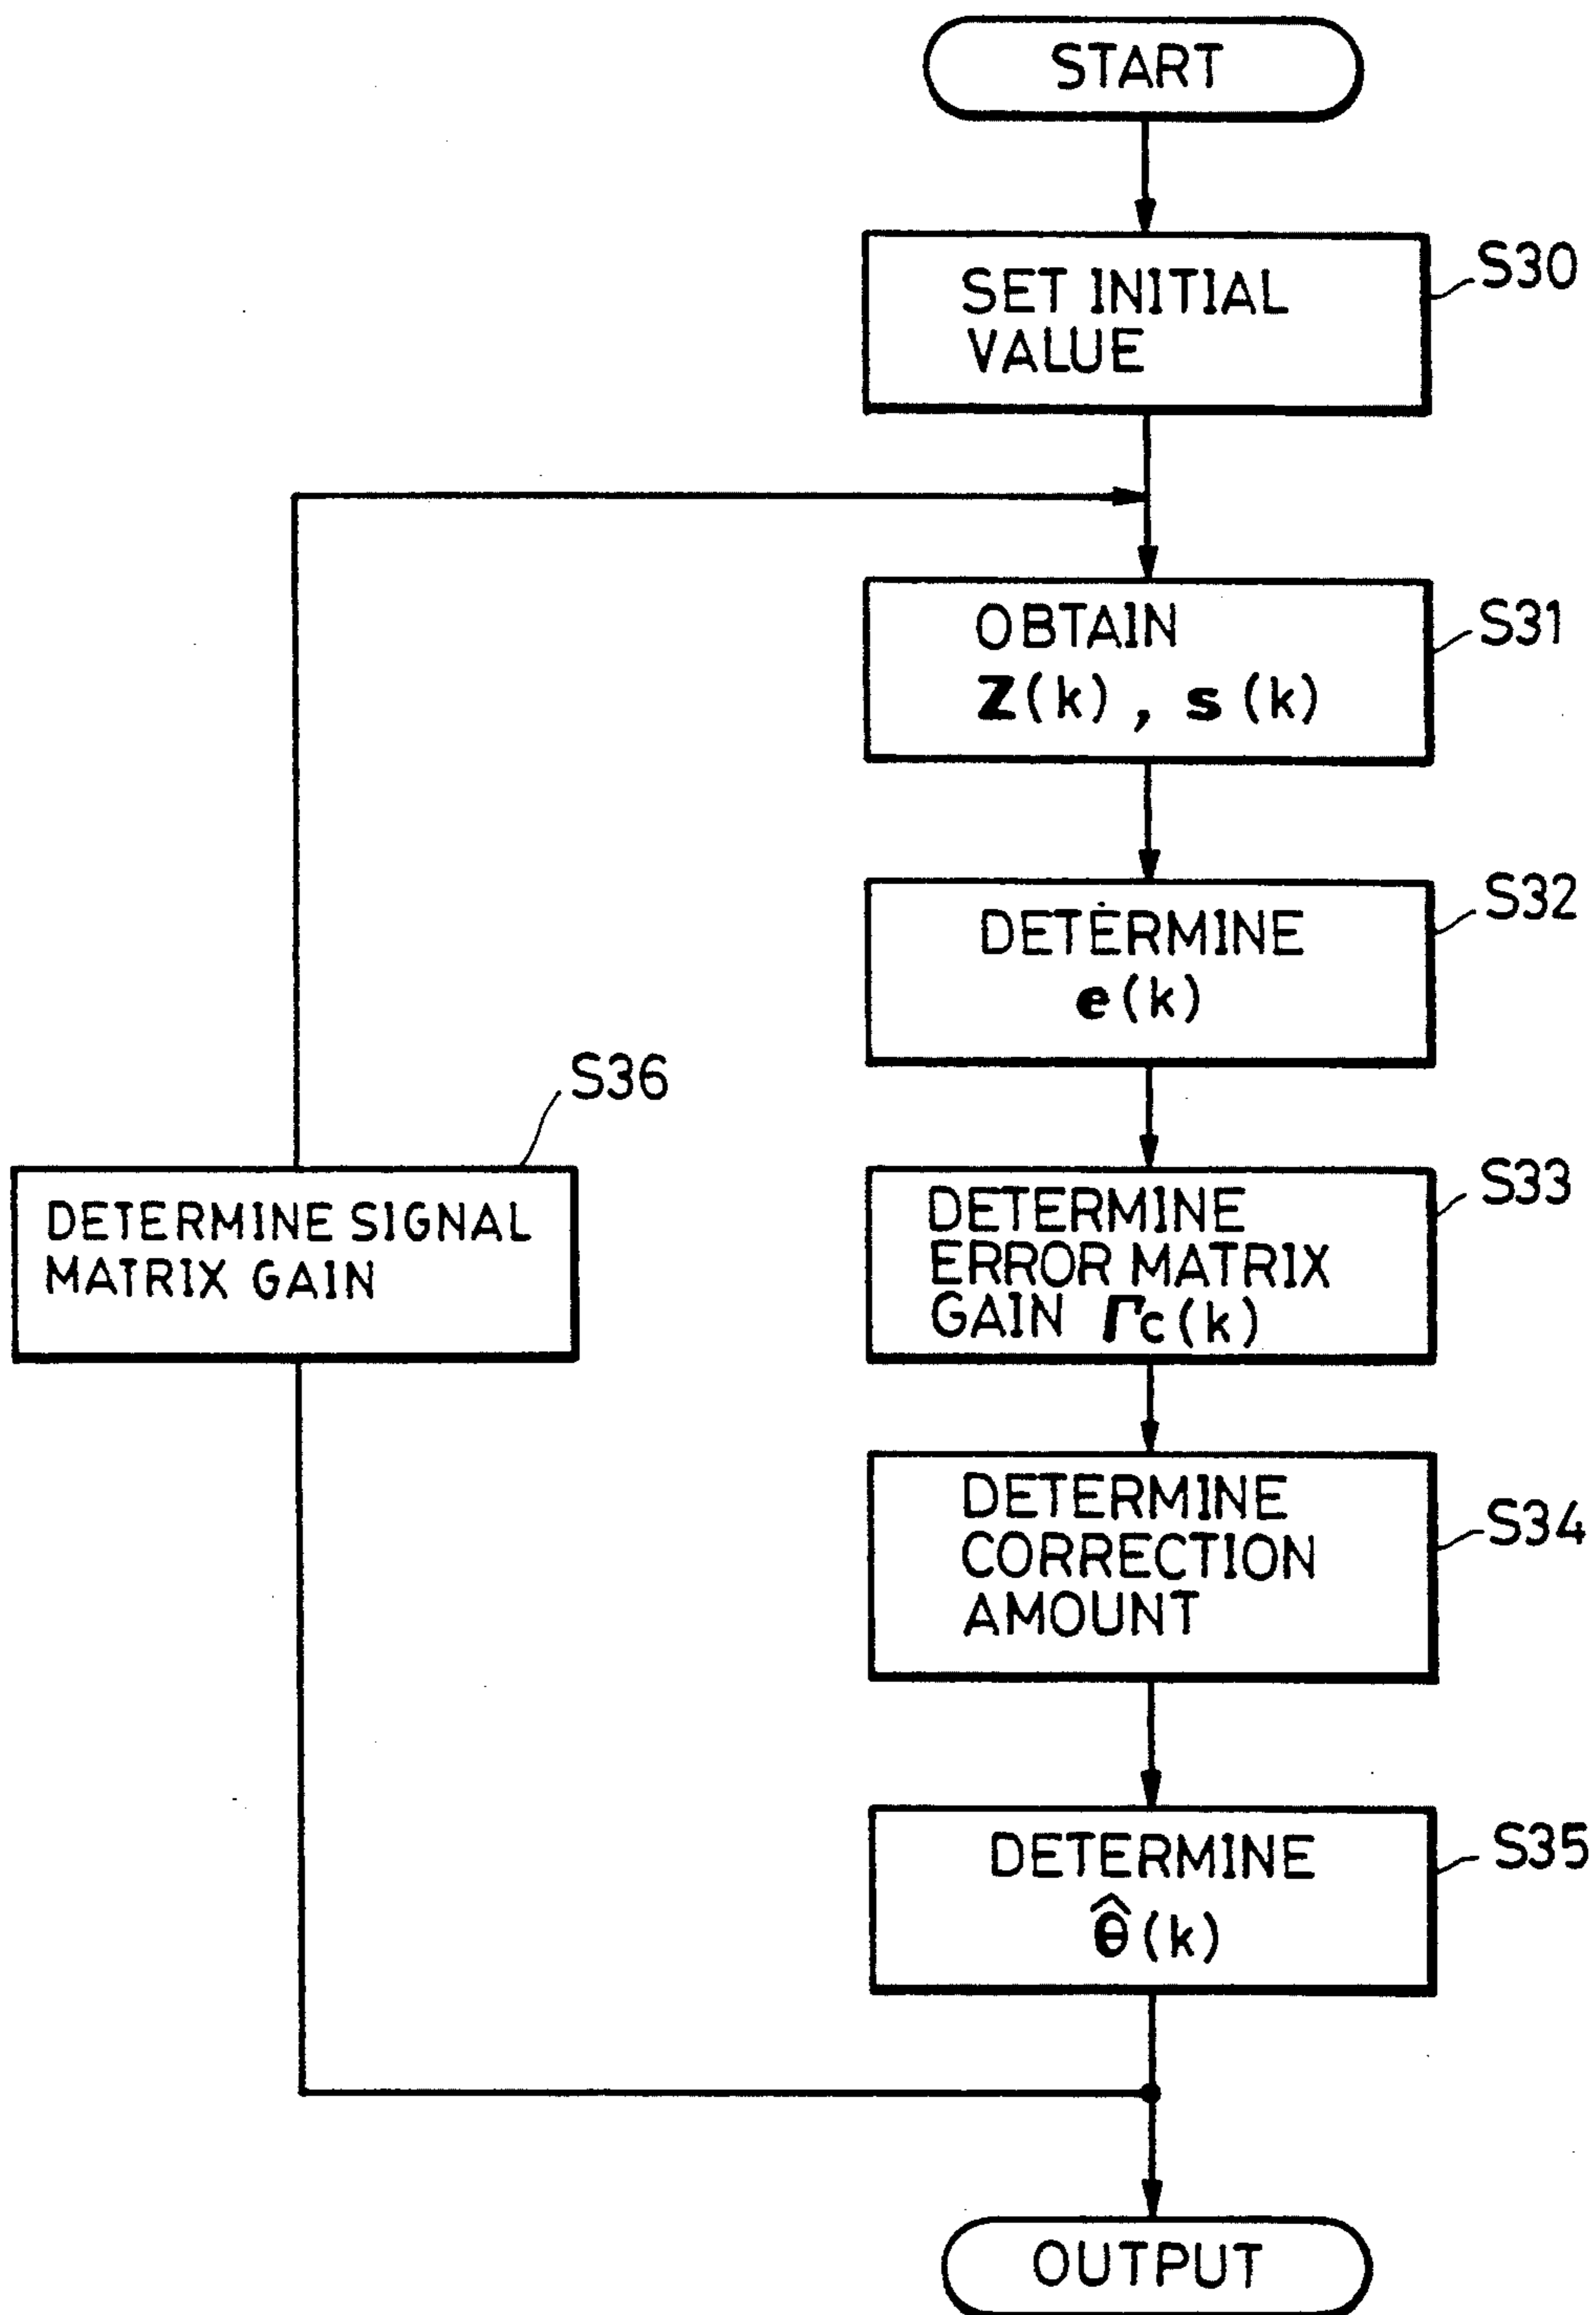 START
S30
SET INITIAL
VALUE
S31
OBTAIN
Z(k), s(k)
S32
DETERMINE
e(k)
S36
DETERMINE SIGNAL
MATRIX GAIN
S33
DETERMINE
ERROR MATRIX
GAIN Γc(k)
S34
DETERMINE
CORRECTION
AMOUNT
S35
DETERMINE
θ̂(k)
OUTPUT